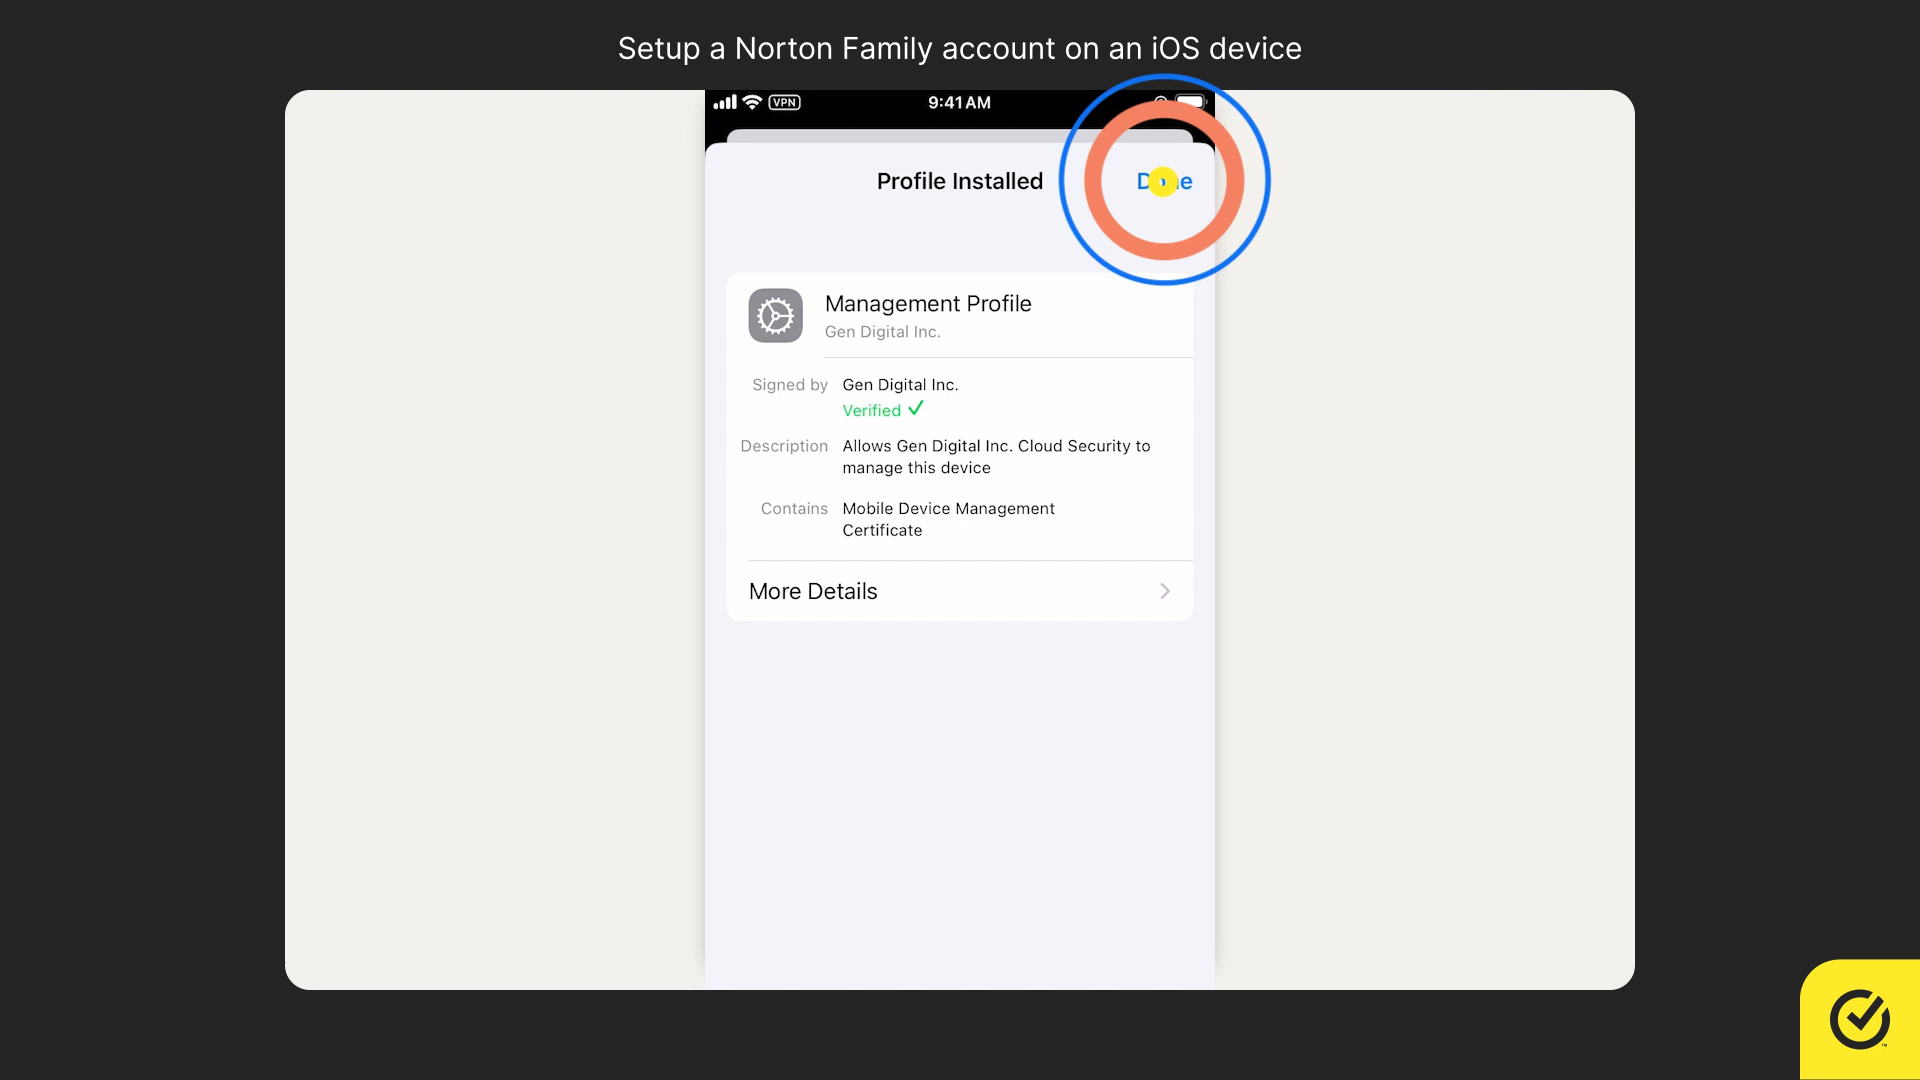 Setup a Norton Family account on an iOS device
VPN
9:41 AM
Profile Installed
Management Profile
Gen Digital Inc.
Signed by Gen Digital Inc.
Verified ✓
Description Allows Gen Digital Inc. Cloud Security to
manage this device
Contains Mobile Device Management
Certificate
More Details